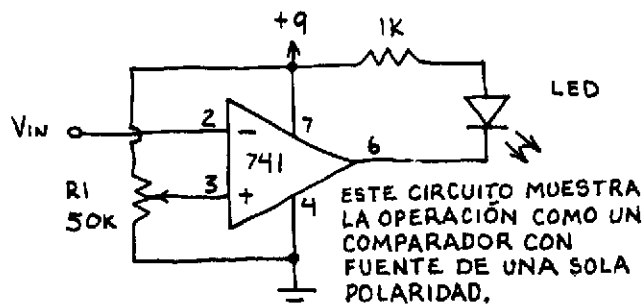 +9
1K
LED
VIN
2
-
7
6
741
R1
50K
3
+
4
ESTE CIRCUITO MUESTRA
LA OPERACIÓN COMO UN
COMPARADOR CON
FUENTE DE UNA SOLA
POLARIDAD.